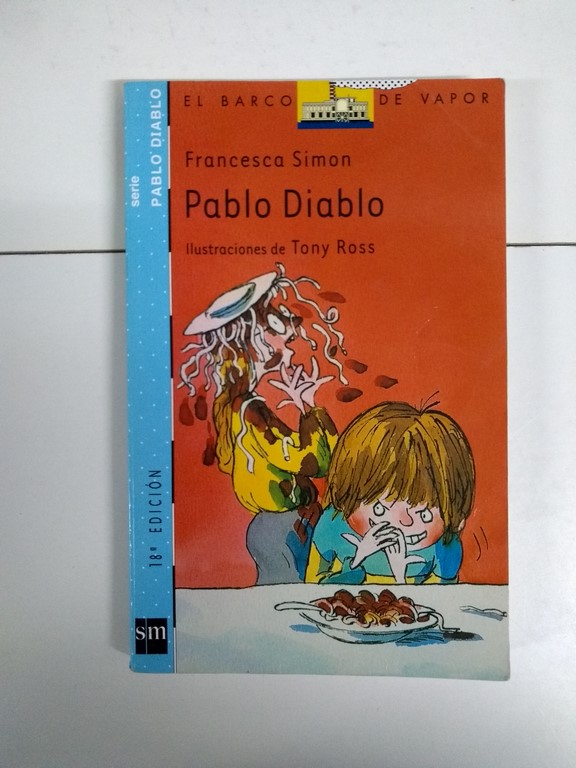 EL BARCO DE VAPOR
Francesca Simon
Pablo Diablo
Ilustraciones de Tony Ross
serie
PABLO DIABLO
18ª EDICIÓN
sm